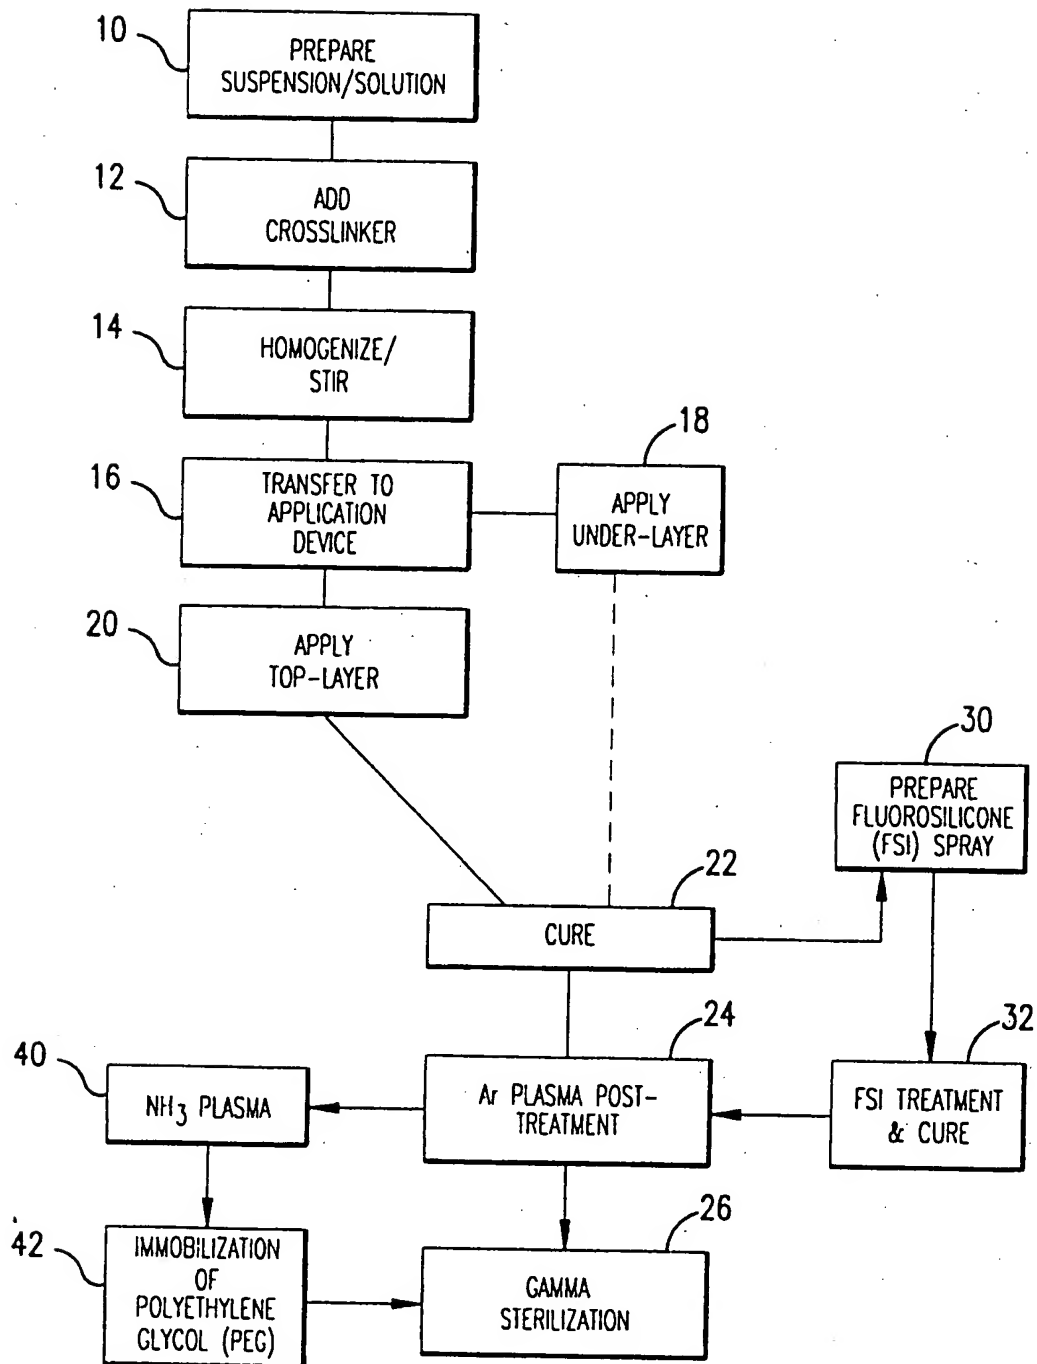 10
PREPARE
SUSPENSION/SOLUTION
12
ADD
CROSSLINKER
14
HOMOGENIZE/
STIR
16
TRANSFER TO
APPLICATION
DEVICE
18
APPLY
UNDER-LAYER
20
APPLY
TOP-LAYER
30
PREPARE
FLUOROSILICONE
(FSI) SPRAY
22
CURE
24
Ar PLASMA POST-
TREATMENT
32
FSI TREATMENT
& CURE
40
NH3 PLASMA
42
IMMOBILIZATION
OF
POLYETHYLENE
GLYCOL (PEG)
26
GAMMA
STERILIZATION